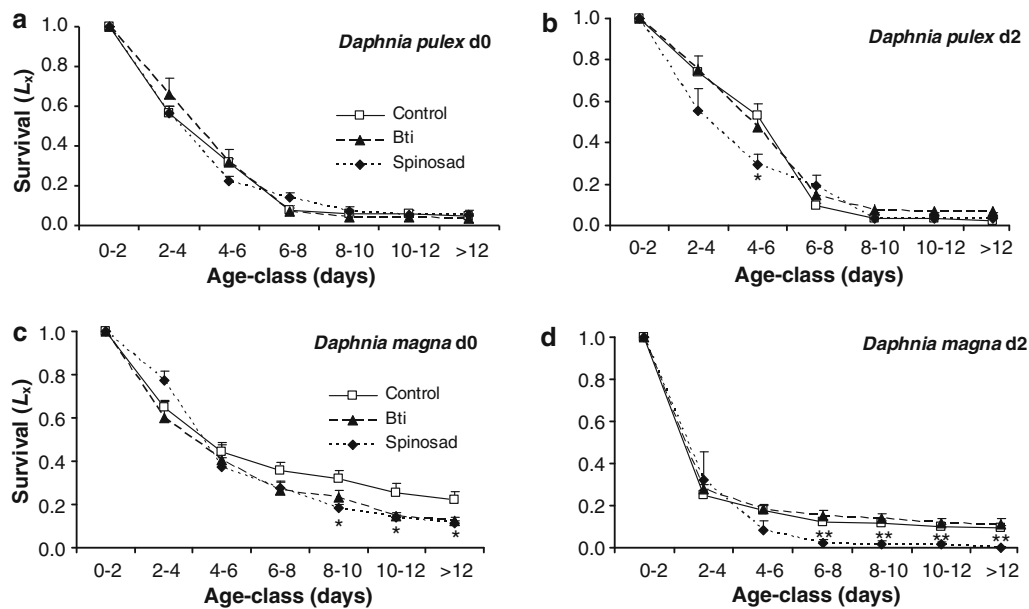 a
Daphnia pulex d0
Survival (Lx)
1.0
0.8
0.6
0.4
0.2
0.0
Control
Bti
Spinosad
0-2 2-4 4-6 6-8 8-10 10-12 >12
Age-class (days)
b
Daphnia pulex d2
1.0
0.8
0.6
0.4
0.2
0.0
*
0-2 2-4 4-6 6-8 8-10 10-12 >12
Age-class (days)
c
Daphnia magna d0
Survival (Lx)
1.0
0.8
0.6
0.4
0.2
0.0
Control
Bti
Spinosad
* * *
0-2 2-4 4-6 6-8 8-10 10-12 >12
Age-class (days)
d
Daphnia magna d2
1.0
0.8
0.6
0.4
0.2
0.0
** ** ** **
0-2 2-4 4-6 6-8 8-10 10-12 >12
Age-class (days)